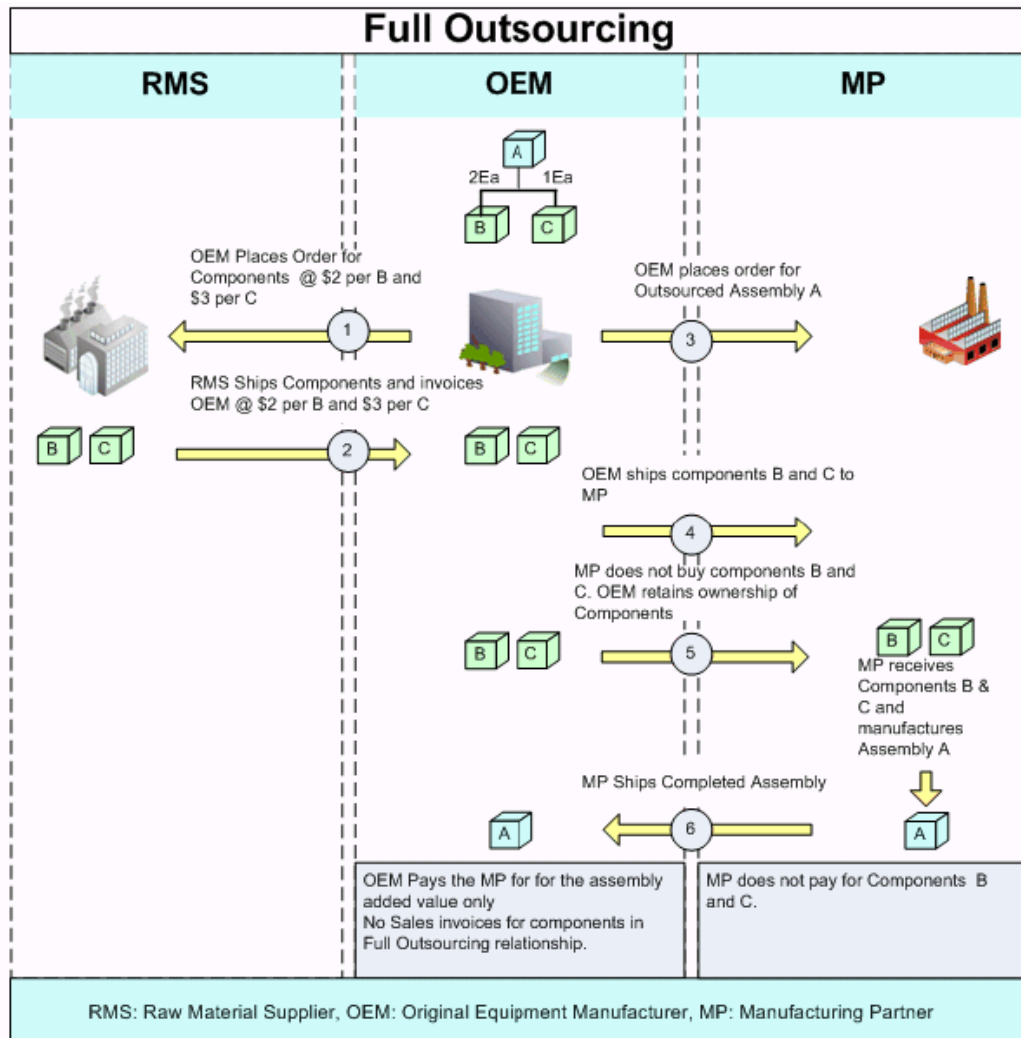 Full Outsourcing
RMS
OEM
MP
A
2Ea
1Ea
B
C
OEM Places Order for
Components @ $2 per B and
$3 per C
1
OEM places order for
Outsourced Assembly A
3
RMS Ships Components and invoices
OEM @ $2 per B and $3 per C
B
C
2
B
C
OEM ships components B and C to
MP
4
MP does not buy components B and
C. OEM retains ownership of
Components
B
C
5
B
C
MP receives
Components B &
C and
manufactures
Assembly A
MP Ships Completed Assembly
A
6
A
OEM Pays the MP for for the assembly
added value only
No Sales invoices for components in
Full Outsourcing relationship.
MP does not pay for Components B
and C.
RMS: Raw Material Supplier, OEM: Original Equipment Manufacturer, MP: Manufacturing Partner